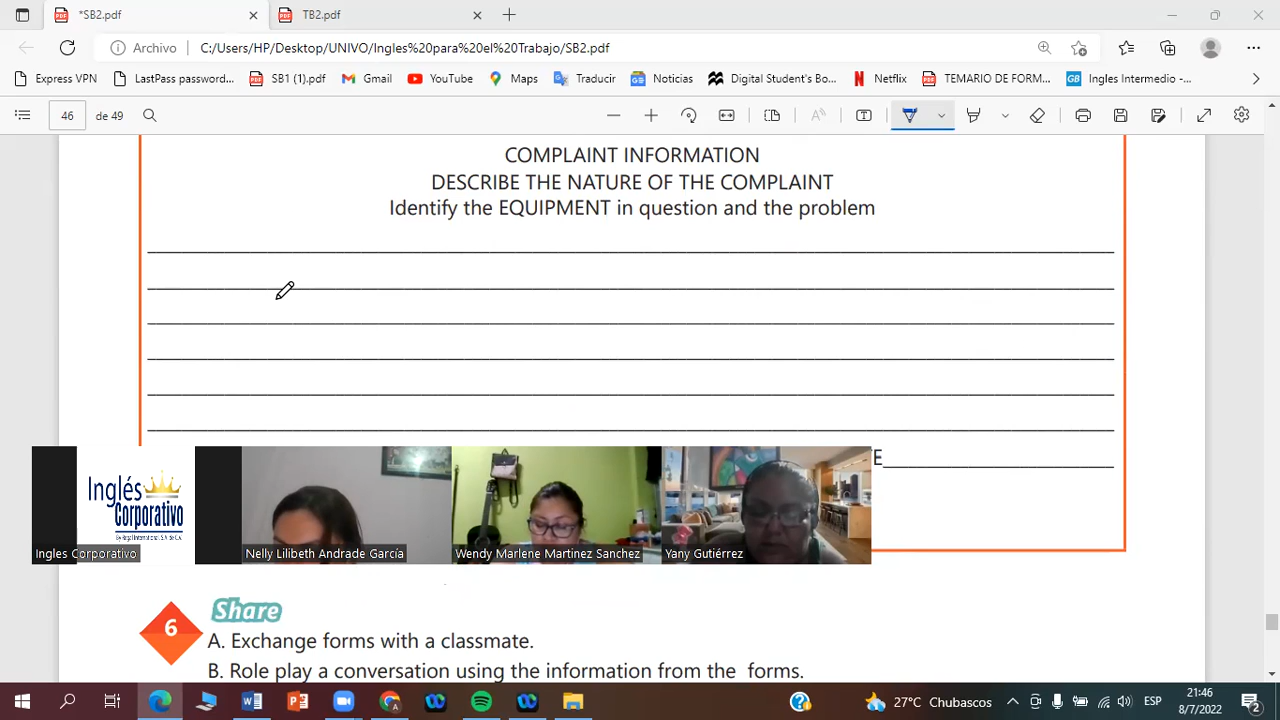 *SB2.pdf
TB2.pdf
Archivo
C:/Users/HP/Desktop/UNIVO/Ingles%20para%20el%20Trabajo/SB2.pdf
Express VPN
LastPass password...
SB1 (1).pdf
Gmail
YouTube
Maps
Traducir
Noticias
Digital Student's Bo...
Netflix
TEMARIO DE FORM...
Ingles Intermedio -...
46
de 49
COMPLAINT INFORMATION
DESCRIBE THE NATURE OF THE COMPLAINT
Identify the EQUIPMENT in question and the problem
E
Inglés
Corporativo
Ingles Corporativo
Nelly Lilibeth Andrade García
Wendy Marlene Martinez Sanchez
Yany Gutiérrez
6
Share
A. Exchange forms with a classmate.
B. Role play a conversation using the information from the forms.
27°C Chubascos
ESP
21:46
8/7/2022
2